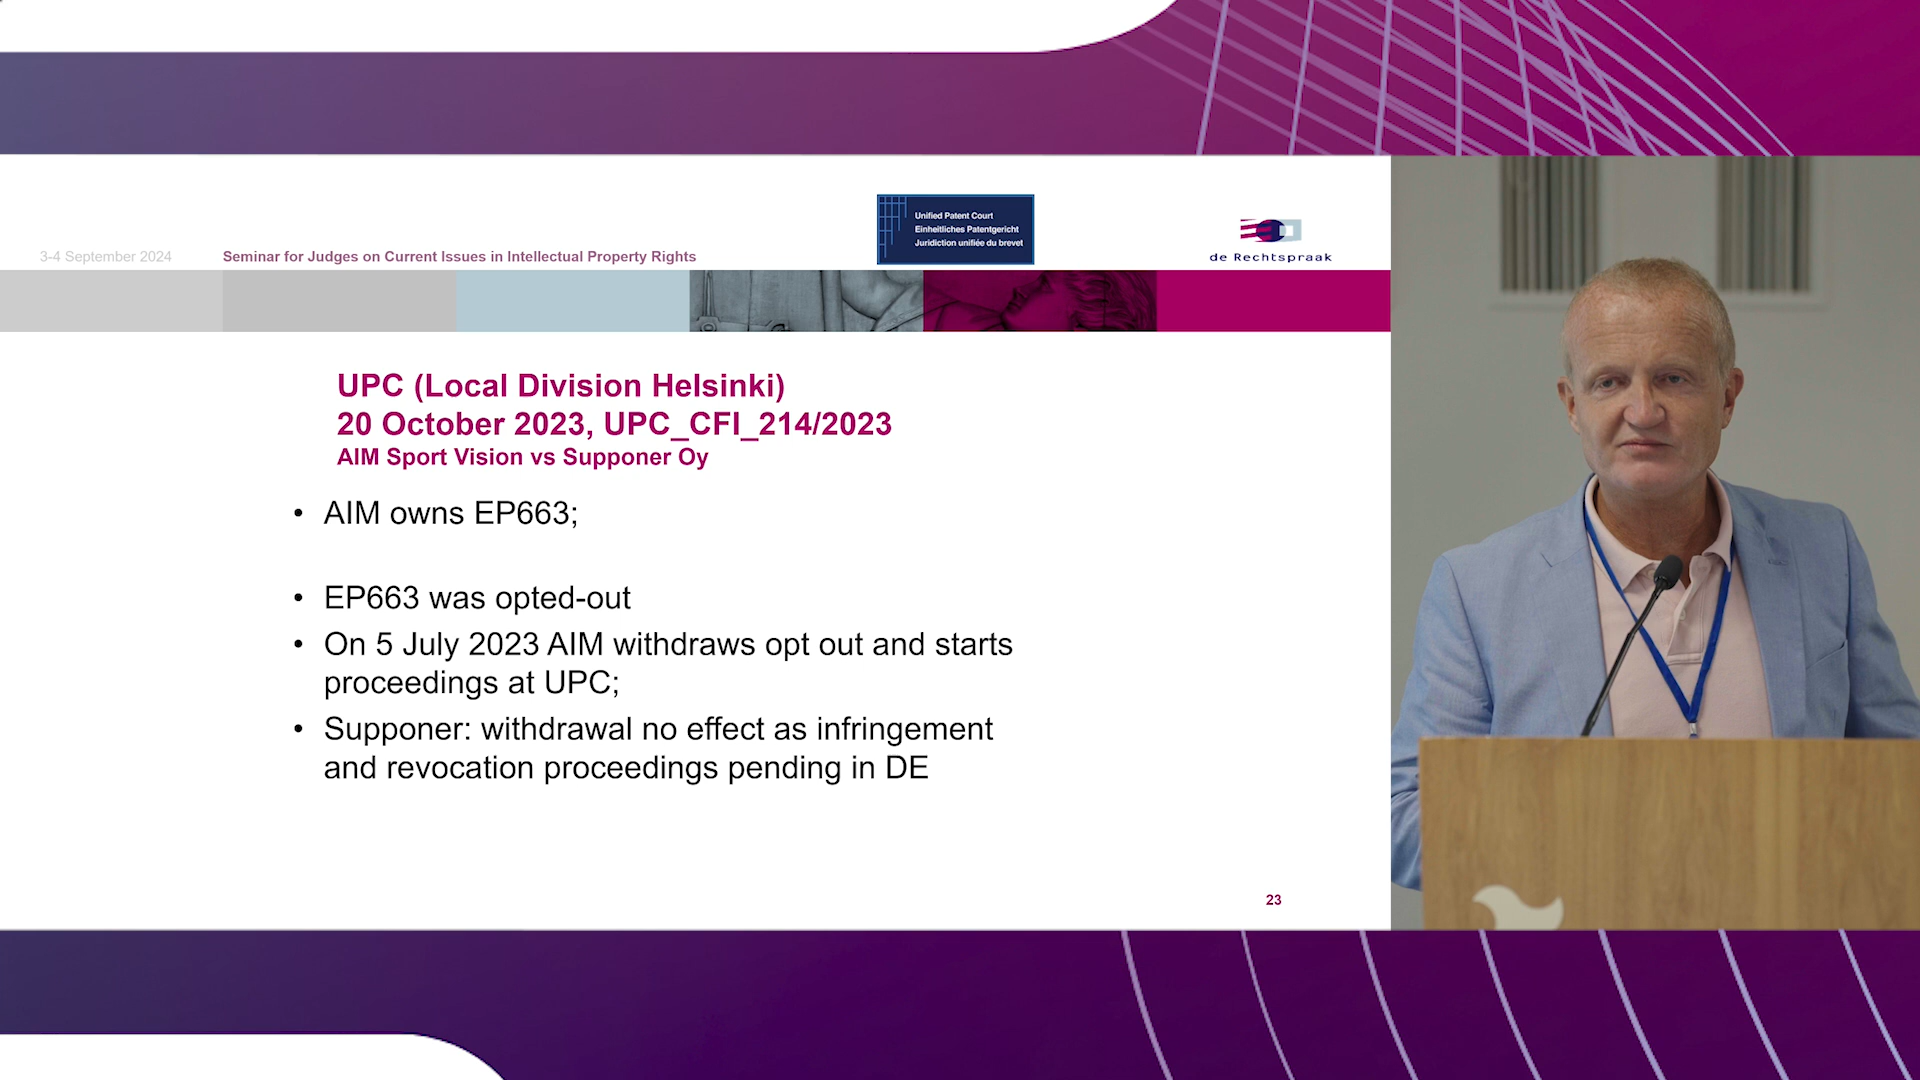 Unified Patent Court
Einheitliches Patentgericht
Juridiction unifiée du brevet
de Rechtspraak
3-4 September 2024
Seminar for Judges on Current Issues in Intellectual Property Rights
UPC (Local Division Helsinki)
20 October 2023, UPC_CFI_214/2023
AIM Sport Vision vs Supponer Oy
• AIM owns EP663;
• EP663 was opted-out
• On 5 July 2023 AIM withdraws opt out and starts
proceedings at UPC;
• Supponer: withdrawal no effect as infringement
and revocation proceedings pending in DE
23